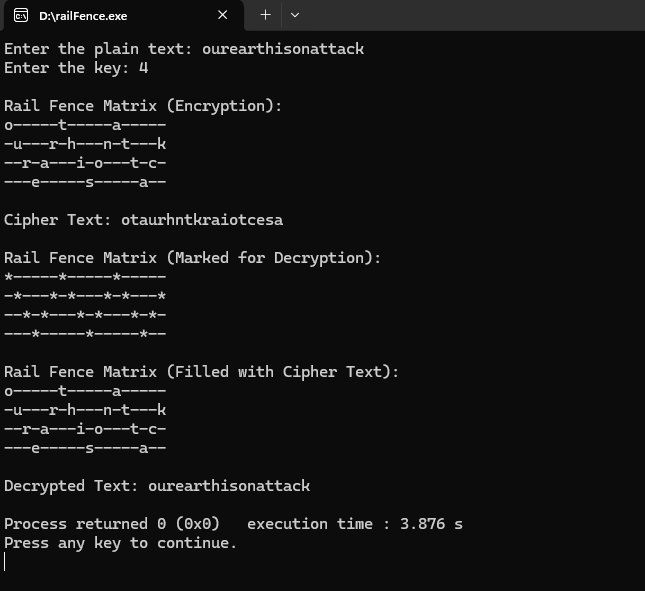 D:\railFence.exe
Enter the plain text: ourearthisonattack
Enter the key: 4
Rail Fence Matrix (Encryption):
o-----t-----a-----
-u---r-h---n-t---k
--r-a---i-o---t-c-
---e-----s-----a--
Cipher Text: otaurhntkraiotcesa
Rail Fence Matrix (Marked for Decryption):
*-----*-----*-----
-*---*-*---*-*---*
--*-*---*-*---*-*-
---*-----*-----*--
Rail Fence Matrix (Filled with Cipher Text):
o-----t-----a-----
-u---r-h---n-t---k
--r-a---i-o---t-c-
---e-----s-----a--
Decrypted Text: ourearthisonattack
Process returned 0 (0x0)   execution time : 3.876 s
Press any key to continue.